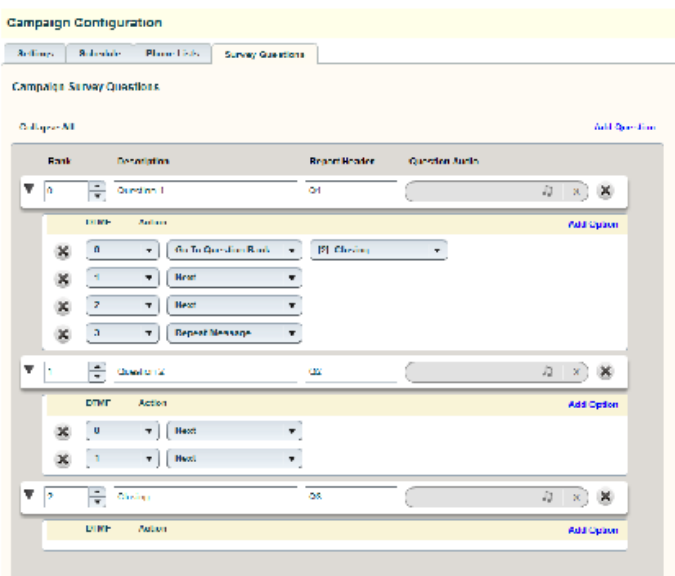 Campaign Configuration
Settings Schedule Phone Lists Survey Questions
Campaign Survey Questions
Collapse All Add Question
Rank Description Report Header Question Audio
0 Question 1 Q1
DTMF Action Add Option
0 Go To Question Rank [2] Closing
1 Next
2 Next
3 Repeat Message
1 Question 2 Q2
DTMF Action Add Option
0 Next
1 Next
2 Closing Q3
DTMF Action Add Option